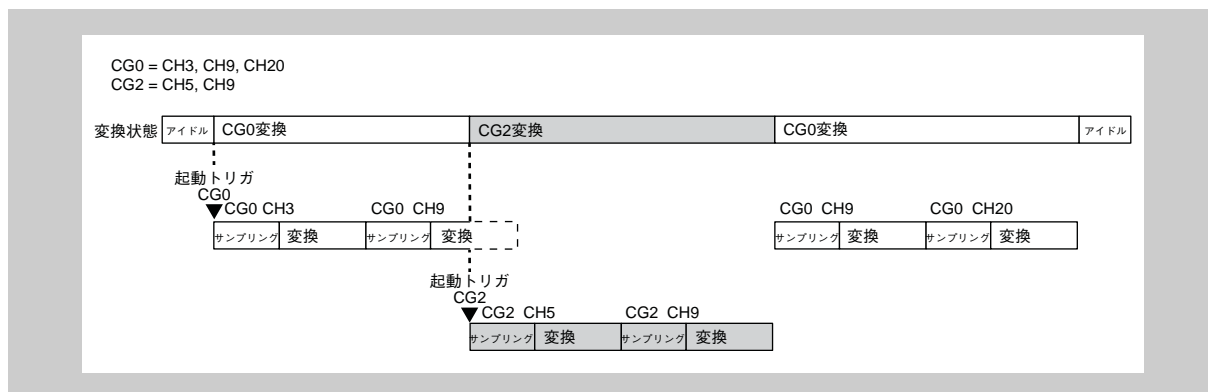 CG0 = CH3, CH9, CH20
CG2 = CH5, CH9
変換状態 アイドル CG0変換 CG2変換 CG0変換 アイドル
起動トリガ
CG0
CG0 CH3 CG0 CH9 CG0 CH9 CG0 CH20
サンプリング 変換 サンプリング 変換 サンプリング 変換 サンプリング 変換
起動トリガ
CG2
CG2 CH5 CG2 CH9
サンプリング 変換 サンプリング 変換